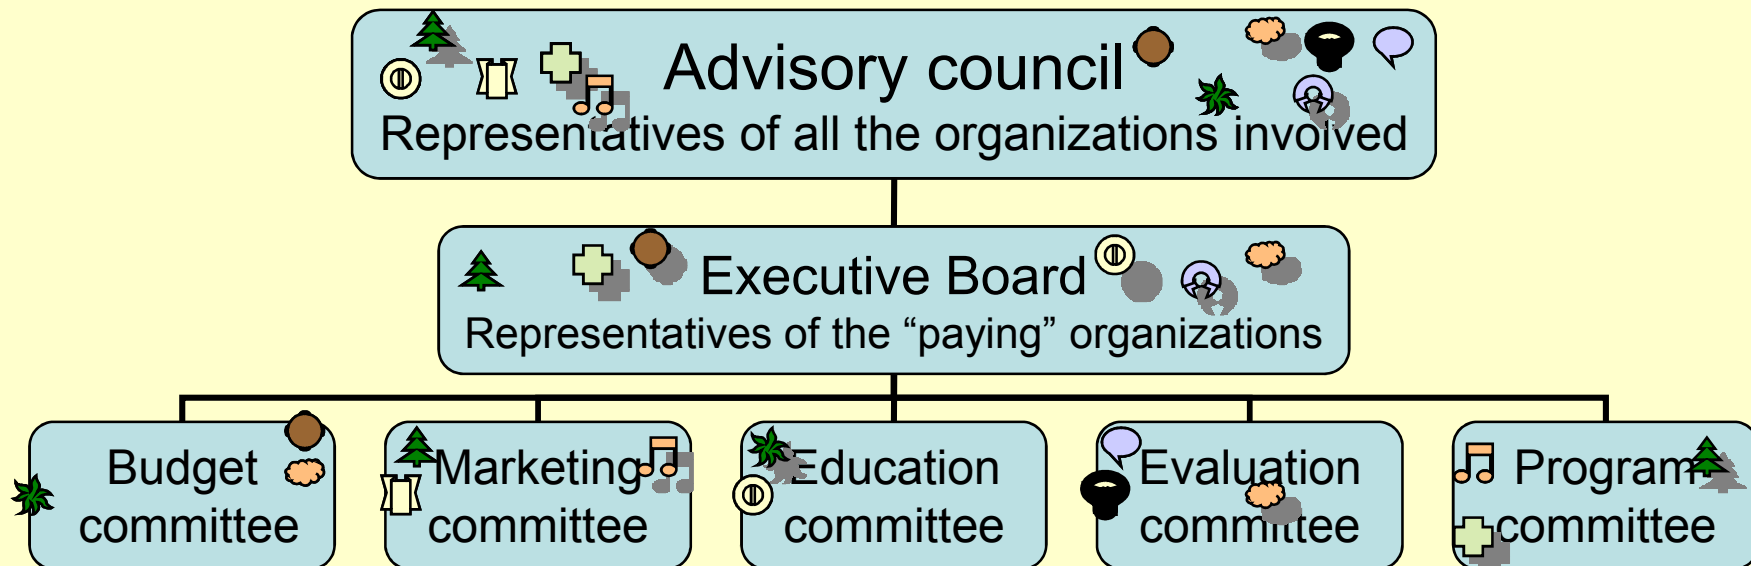 Advisory council
Representatives of all the organizations involved
Executive Board
Representatives of the “paying” organizations
Budget
committee
Marketing
committee
Education
committee
Evaluation
committee
Program
committee